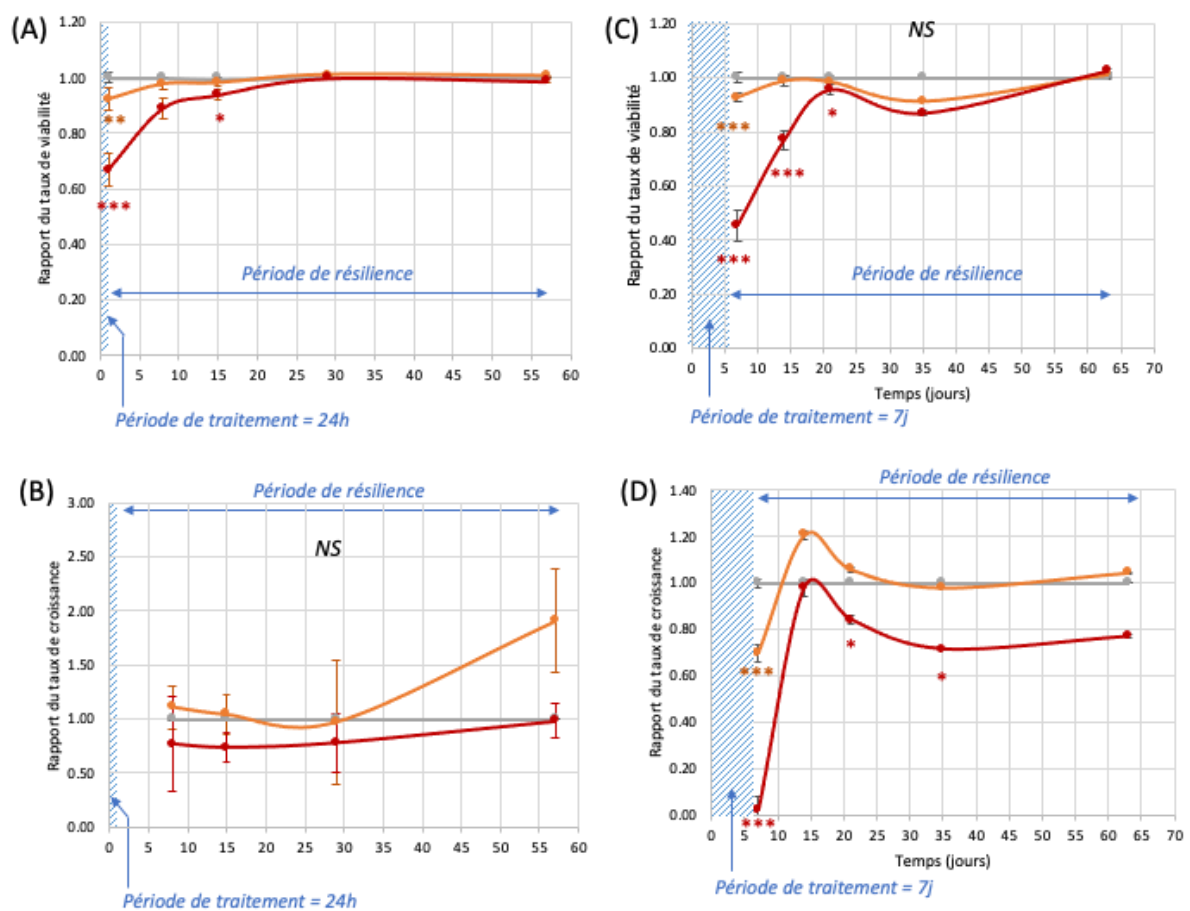 (A)
Rapport du taux de viabilité
1.20
1.00
0.80
0.60
0.40
0.20
0.00
**
***
*
Période de résilience
0 5 10 15 20 25 30 35 40 45 50 55 60
Période de traitement = 24h
(C)
Rapport du taux de viabilité
NS
1.20
1.00
0.80
0.60
0.40
0.20
0.00
***
***
***
*
Période de résilience
0 5 10 15 20 25 30 35 40 45 50 55 60 65 70
Temps (jours)
Période de traitement = 7j
(B)
Période de résilience
Rapport du taux de croissance
NS
3.00
2.50
2.00
1.50
1.00
0.50
0.00
0 5 10 15 20 25 30 35 40 45 50 55 60
Période de traitement = 24h
(D)
Période de résilience
Rapport du taux de croissance
1.40
1.20
1.00
0.80
0.60
0.40
0.20
0.00
***
*
*
***
0 5 10 15 20 25 30 35 40 45 50 55 60 65 70 75
Temps (jours)
Période de traitement = 7j